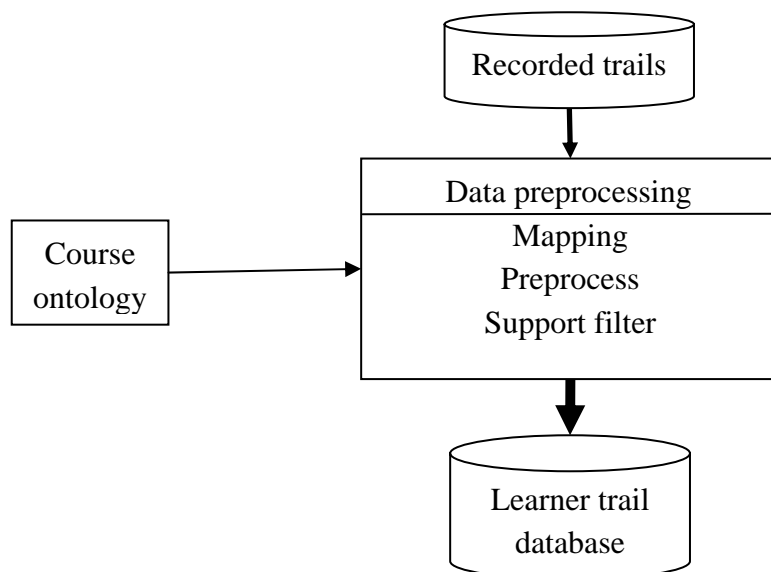 Recorded trails
Data preprocessing
Mapping
Preprocess
Support filter
Course
ontology
Learner trail
database